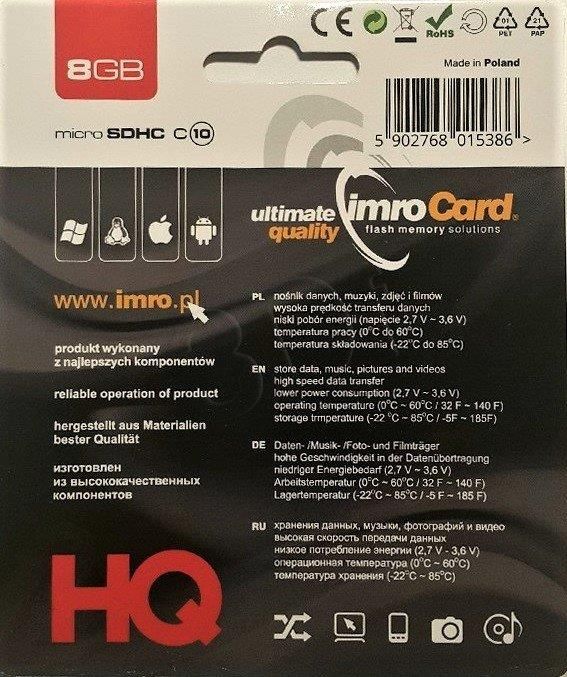 8GB
CE
RoHS
01
PET
21
PAP
Made in Poland
micro SDHC C 10
5 902768 015386 >
ultimate
quality
imroCard®
flash memory solutions
www.imro.pl
produkt wykonany
z najlepszych komponentów
reliable operation of product
hergestellt aus Materialien
bester Qualität
изготовлен
из высококачественных
компонентов
HQ
PL nośnik danych, muzyki, zdjęć i filmów
wysoka prędkość transferu danych
niski pobór energii (napięcie 2,7 V ~ 3,6 V)
temperatura pracy (0°C do 60°C)
temperatura składowania (-22°C do 85°C)
EN store data, music, pictures and videos
high speed data transfer
lower power consumption (2,7 V ~ 3,6 V)
operating temperature (0°C ~ 60°C / 32 F ~ 140 F)
storage trmperature (-22 °C ~ 85°C / -5F ~ 185F)
DE Daten- /Musik- /Foto- und Filmträger
hohe Geschwindigkeit in der Datenübertragung
niedriger Energiebedarf (2,7 V ~ 3,6 V)
Arbeitstemperatur (0°C ~ 60°C / 32 F ~ 140 F)
Lagertemperatur (-22°C ~ 85°C / -5 F ~ 185 F)
RU хранения данных, музыки, фотографий и видео
высокая скорость передачи данных
низкое потребление энергии (2,7 V - 3,6 V)
операционная температура (0°C ~ 60°C)
температура хранения (-22°C ~ 85°C)